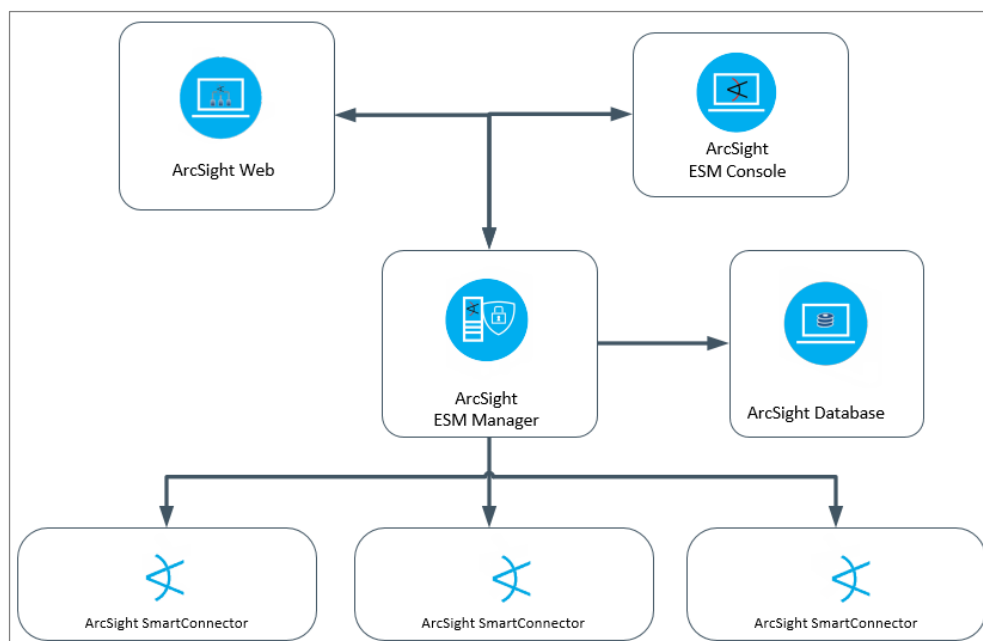 ArcSight Web
ArcSight
ESM Console
ArcSight
ESM Manager
ArcSight Database
ArcSight SmartConnector
ArcSight SmartConnector
ArcSight SmartConnector